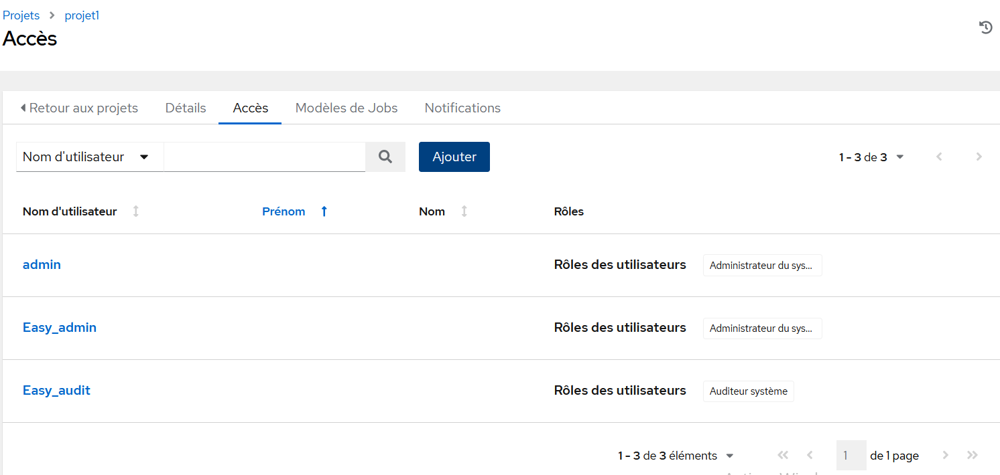 Projets > projet1
Accès
Retour aux projets Détails Accès Modèles de Jobs Notifications
Nom d'utilisateur Ajouter 1 - 3 de 3
Nom d'utilisateur Prénom Nom Rôles
admin Rôles des utilisateurs Administrateur du sys...
Easy_admin Rôles des utilisateurs Administrateur du sys...
Easy_audit Rôles des utilisateurs Auditeur système
1 - 3 de 3 éléments 1 de 1 page